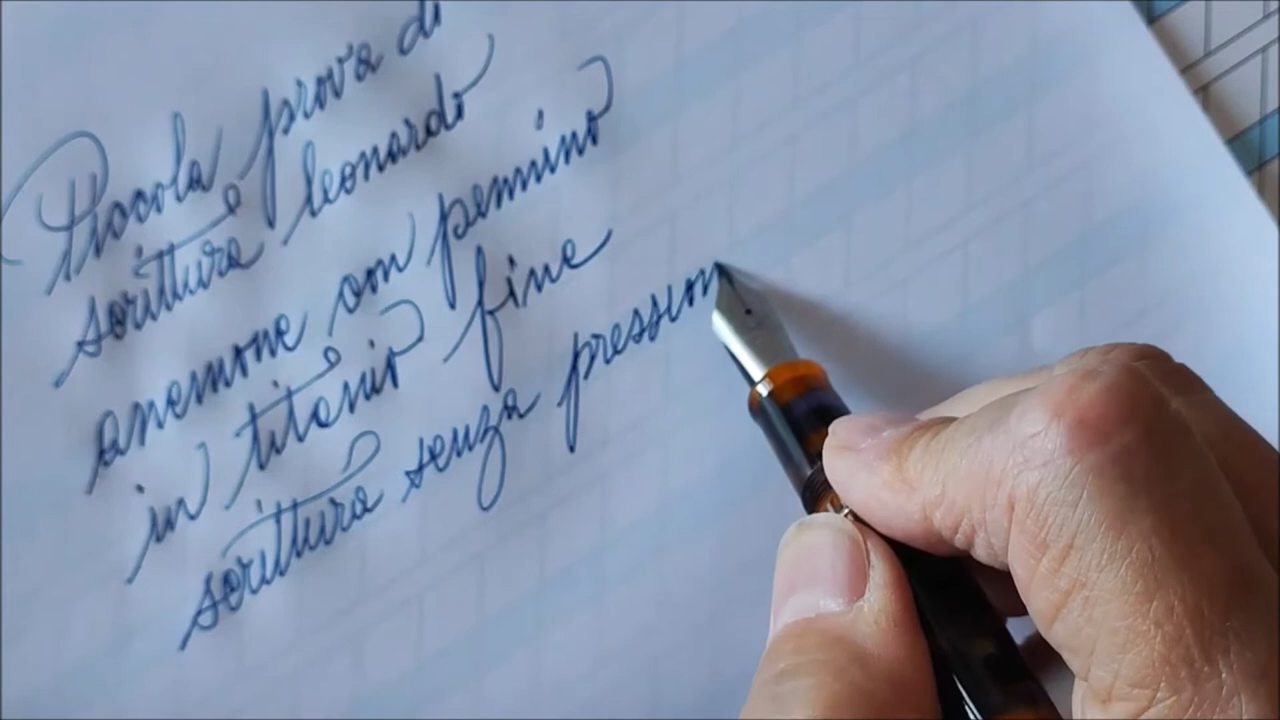 Piccola prova di
scrittura leonardo
anemone con pennino
in titanio fine
scrittura senza pression